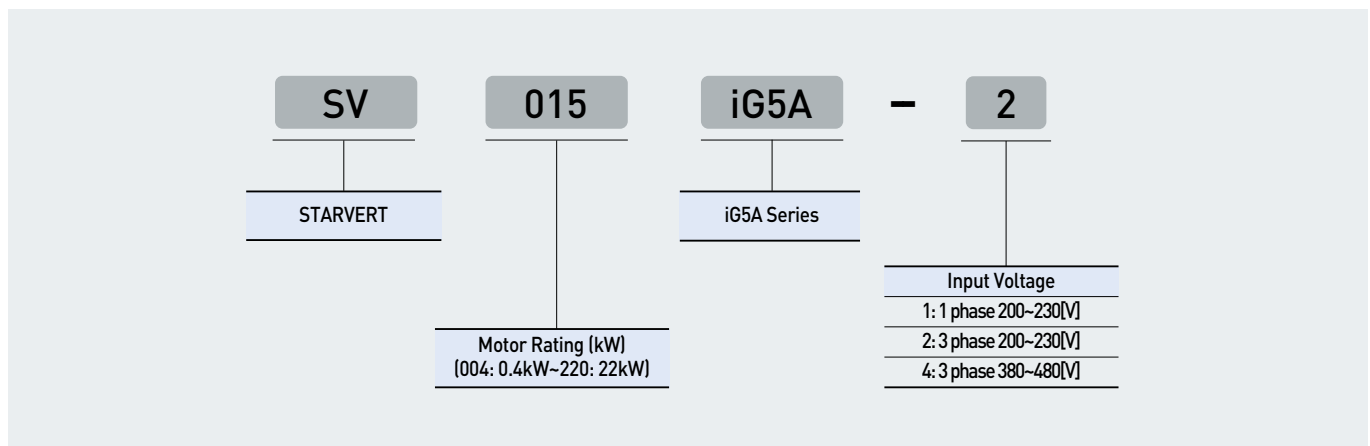 SV 015 iG5A - 2
STARVERT
iG5A Series
Motor Rating (kW)
(004: 0.4kW~220: 22kW)
Input Voltage
1: 1 phase 200~230[V]
2: 3 phase 200~230[V]
4: 3 phase 380~480[V]